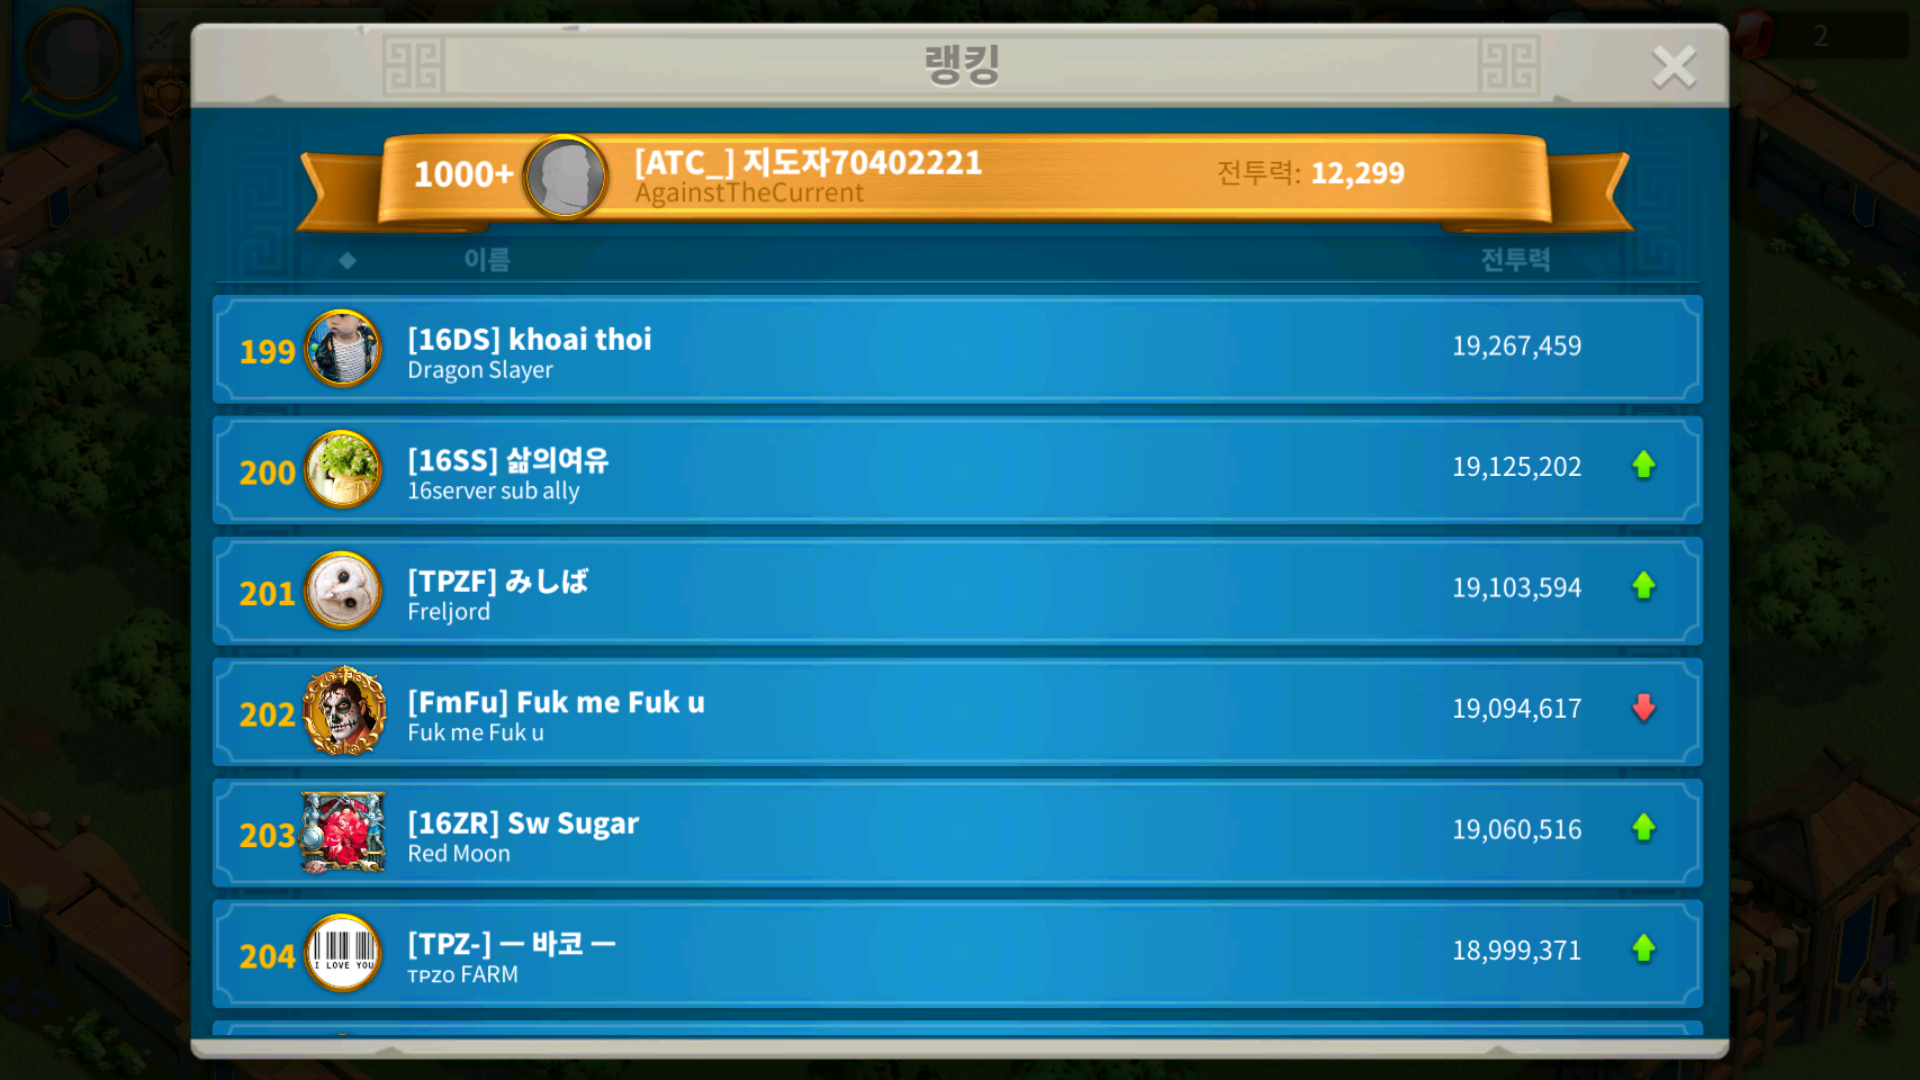 랭킹
2
1000+
[ATC_] 지도자70402221
AgainstTheCurrent
전투력: 12,299
이름
전투력
199
[16DS] khoai thoi
Dragon Slayer
19,267,459
200
[16SS] 삶의여유
16server sub ally
19,125,202
201
[TPZF] みしば
Freljord
19,103,594
202
[FmFu] Fuk me Fuk u
Fuk me Fuk u
19,094,617
203
[16ZR] Sw Sugar
Red Moon
19,060,516
204
I LOVE YOU
[TPZ-] ー 바코 ー
ᴛᴘᴢᴏ FARM
18,999,371